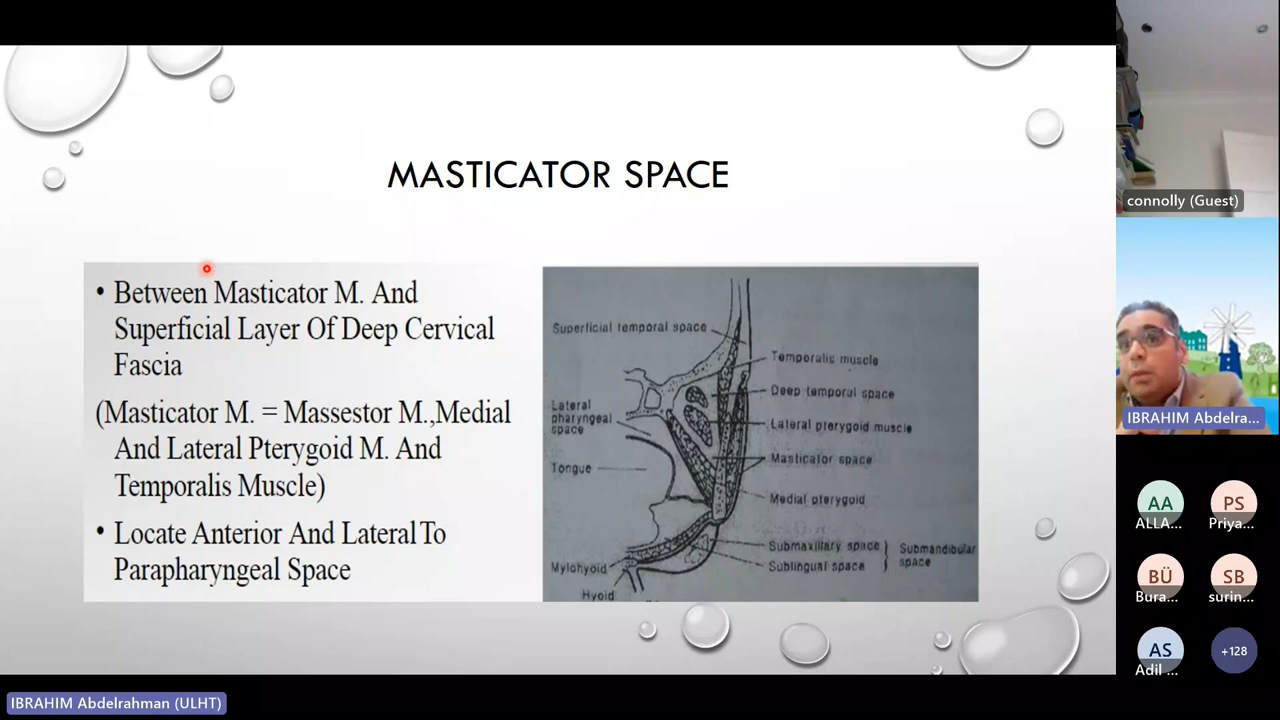 MASTICATOR SPACE
• Between Masticator M. And
Superficial Layer Of Deep Cervical
Fascia
(Masticator M. = Massestor M.,Medial
And Lateral Pterygoid M. And
Temporalis Muscle)
• Locate Anterior And Lateral To
Parapharyngeal Space
Superficial temporal space
Temporalis muscle
Deep temporal space
Lateral
pharyngeal
space
Lateral pterygoid muscle
Masticator space
Tongue
Medial pterygoid
Submaxillary space
Sublingual space
Submandibular
space
Mylohyoid
Hyoid
connolly (Guest)
IBRAHIM Abdelra...
AA
ALLA...
PS
Priya...
BÜ
Bura...
SB
surin...
AS
Adil ...
+128
IBRAHIM Abdelrahman (ULHT)